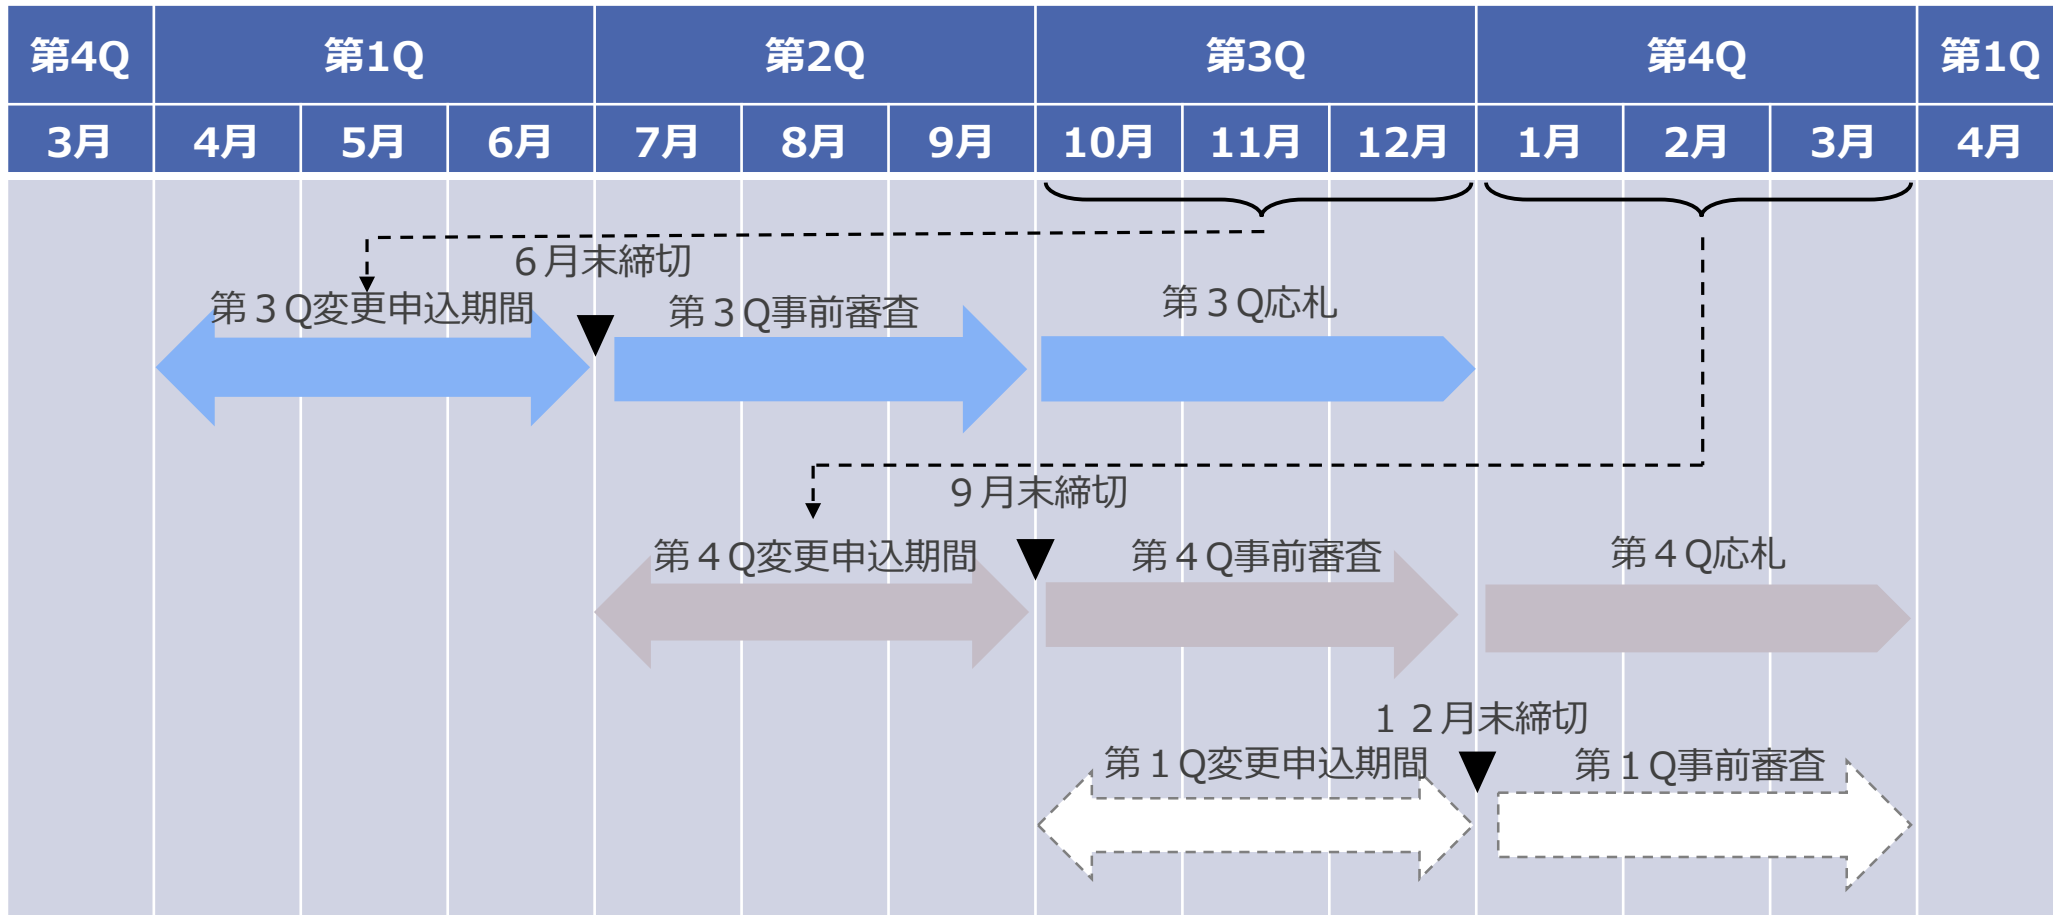 第4Q 第1Q 第2Q 第3Q 第4Q 第1Q
3月 4月 5月 6月 7月 8月 9月 10月 11月 12月 1月 2月 3月 4月
６月末締切
第３Q変更申込期間 第３Q事前審査 第３Q応札
９月末締切
第４Q変更申込期間 第４Q事前審査 第４Q応札
１２月末締切
第１Q変更申込期間 第１Q事前審査